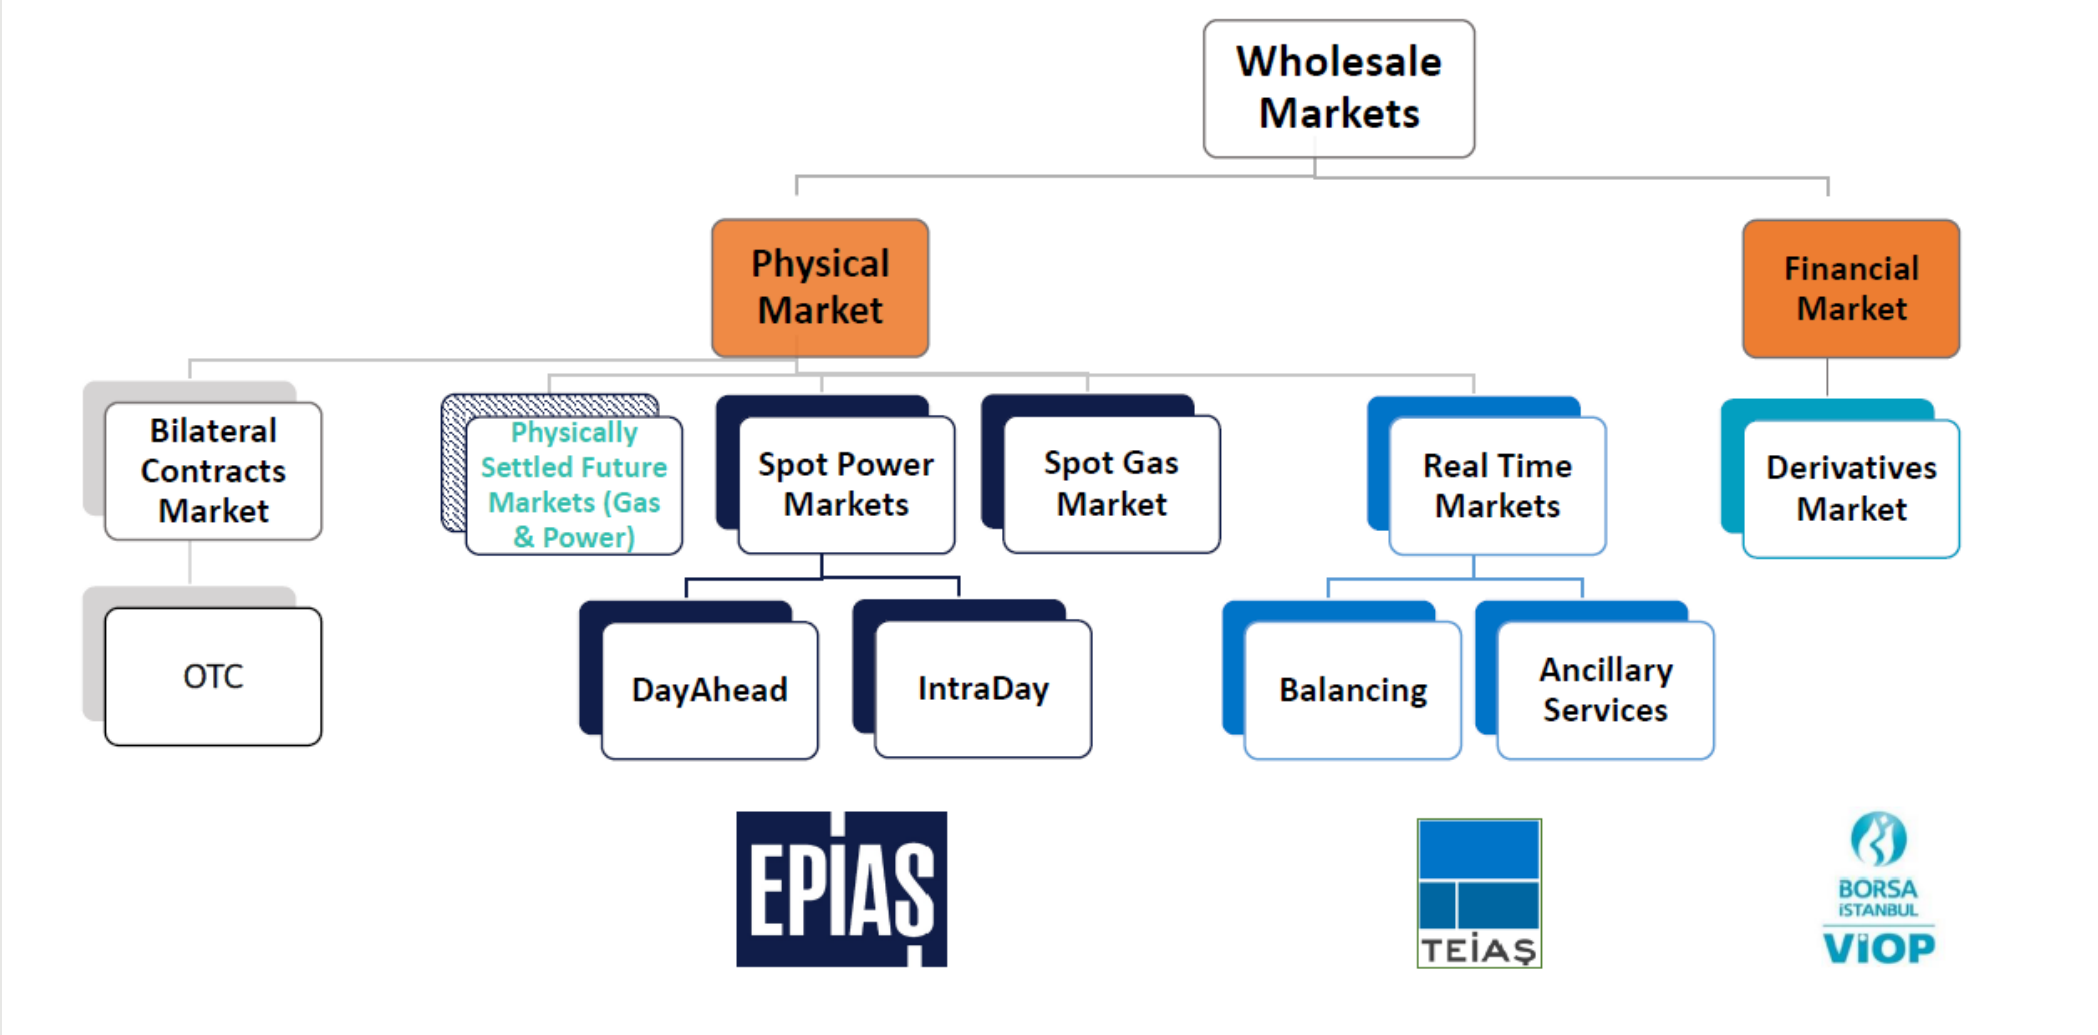 Wholesale
Markets
Physical
Market
Financial
Market
Bilateral
Contracts
Market
Physically
Settled Future
Markets (Gas
& Power)
Spot Power
Markets
Spot Gas
Market
Real Time
Markets
Derivatives
Market
OTC
DayAhead
IntraDay
Balancing
Ancillary
Services
EPİAŞ
TEİAŞ
BORSA
İSTANBUL
VİOP